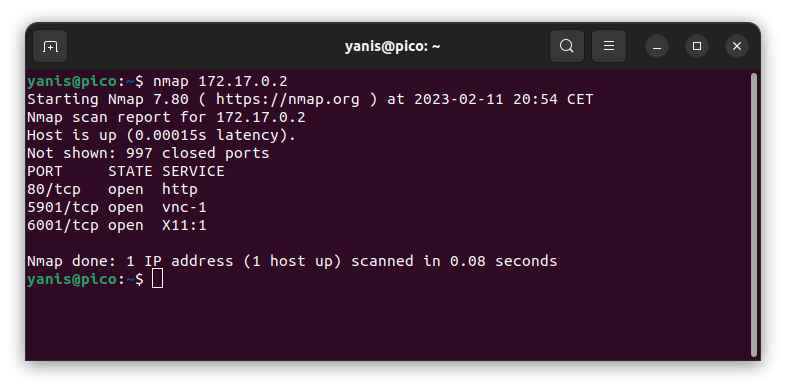 yanis@pico: ~
yanis@pico:~$ nmap 172.17.0.2
Starting Nmap 7.80 ( https://nmap.org ) at 2023-02-11 20:54 CET
Nmap scan report for 172.17.0.2
Host is up (0.00015s latency).
Not shown: 997 closed ports
PORT     STATE SERVICE
80/tcp   open  http
5901/tcp open  vnc-1
6001/tcp open  X11:1
Nmap done: 1 IP address (1 host up) scanned in 0.08 seconds
yanis@pico:~$